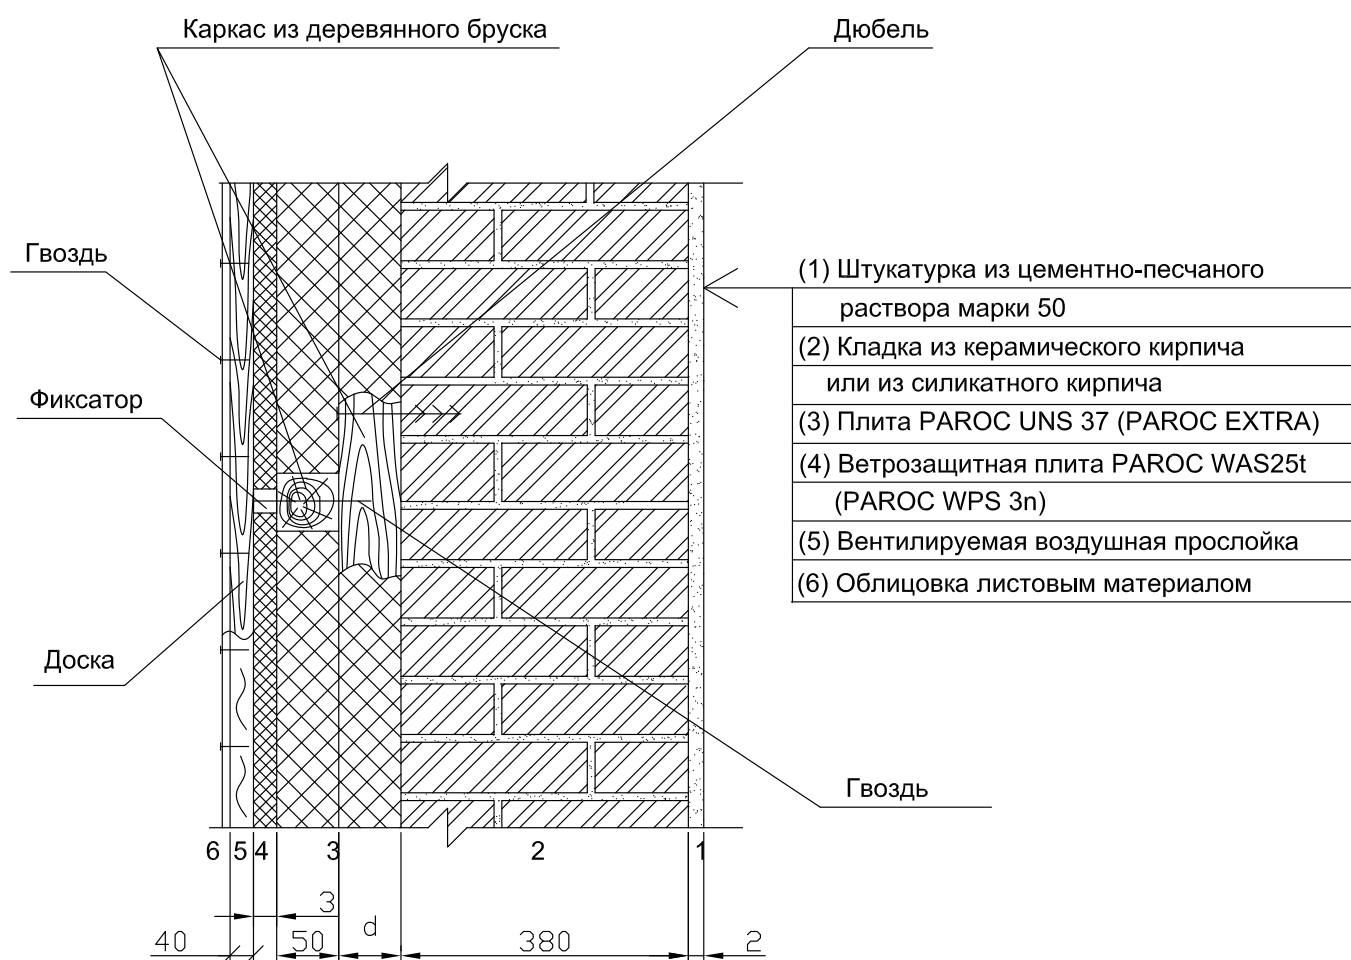 Каркас из деревянного бруска
Дюбель
Гвоздь
Фиксатор
Доска
(1) Штукатурка из цементно-песчаного
раствора марки 50
(2) Кладка из керамического кирпича
или из силикатного кирпича
(3) Плита PAROC UNS 37 (PAROC EXTRA)
(4) Ветрозащитная плита PAROC WAS25t
(PAROC WPS 3n)
(5) Вентилируемая воздушная прослойка
(6) Облицовка листовым материалом
Гвоздь
6 5 4 3 2 1
3
d
40 50 380 2